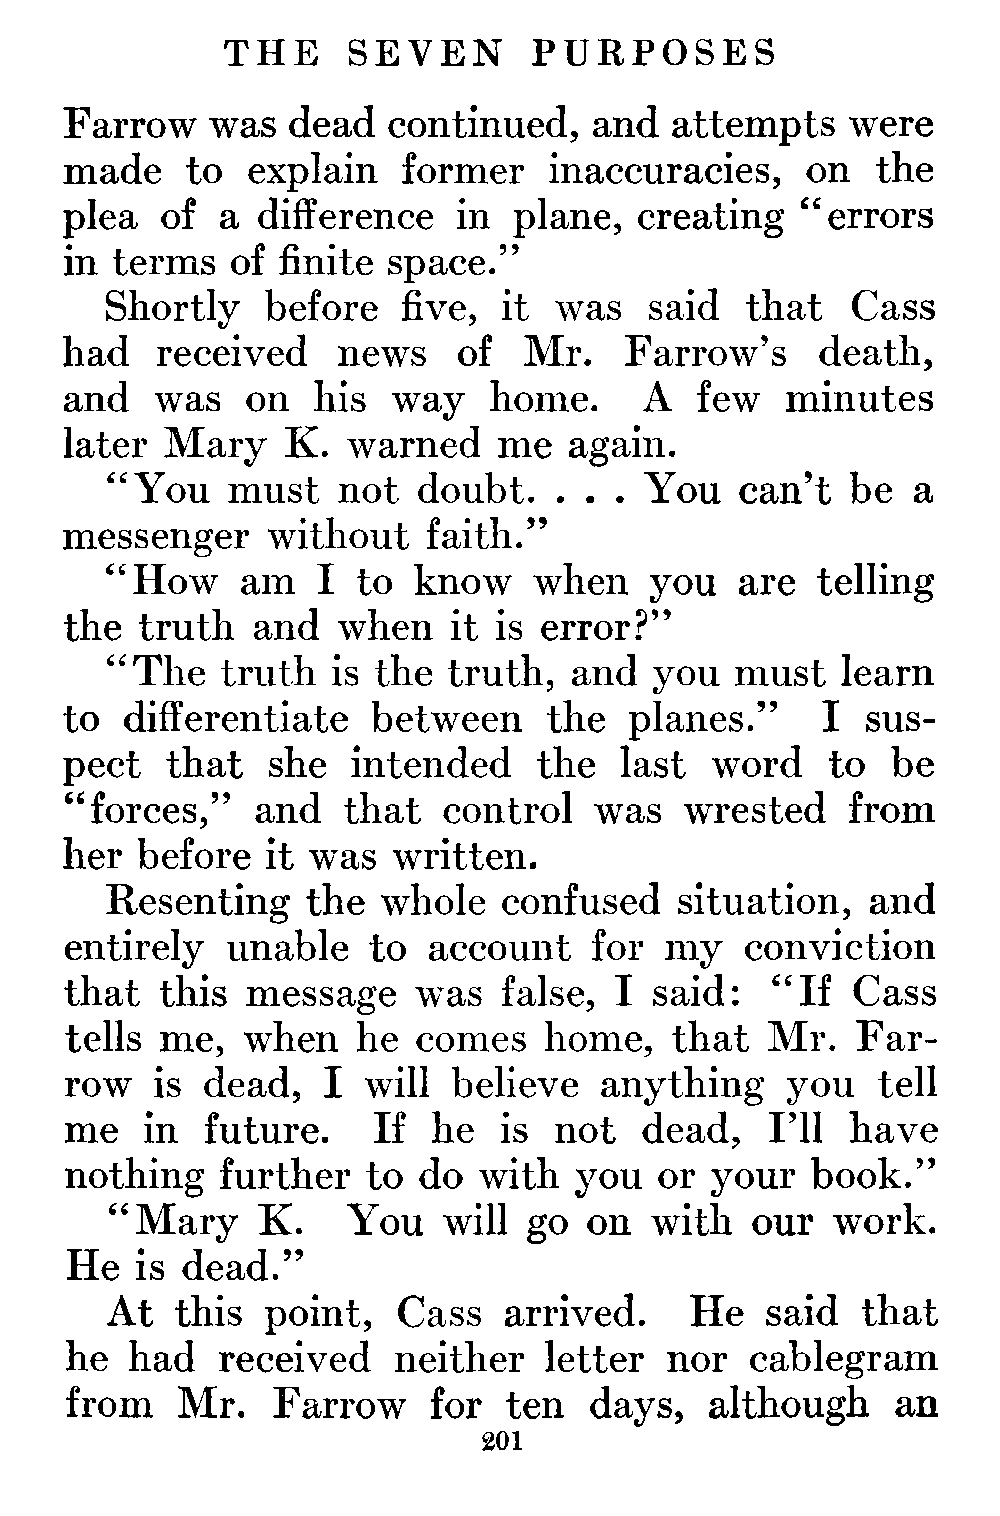 THE SEVEN PURPOSES
Farrow was dead continued, and attempts were
made to explain former inaccuracies, on the
plea of a difference in plane, creating “errors
in terms of finite space.”
Shortly before five, it was said that Cass
had received news of Mr. Farrow’s death,
and was on his way home. A few minutes
later Mary K. warned me again.
“You must not doubt. . . . You can’t be a
messenger without faith.”
“How am I to know when you are telling
the truth and when it is error?”
“The truth is the truth, and you must learn
to differentiate between the planes.” I sus-
pect that she intended the last word to be
“forces,” and that control was wrested from
her before it was written.
Resenting the whole confused situation, and
entirely unable to account for my conviction
that this message was false, I said: “If Cass
tells me, when he comes home, that Mr. Far-
row is dead, I will believe anything you tell
me in future. If he is not dead, I’ll have
nothing further to do with you or your book.”
“Mary K. You will go on with our work.
He is dead.”
At this point, Cass arrived. He said that
he had received neither letter nor cablegram
from Mr. Farrow for ten days, although an
201